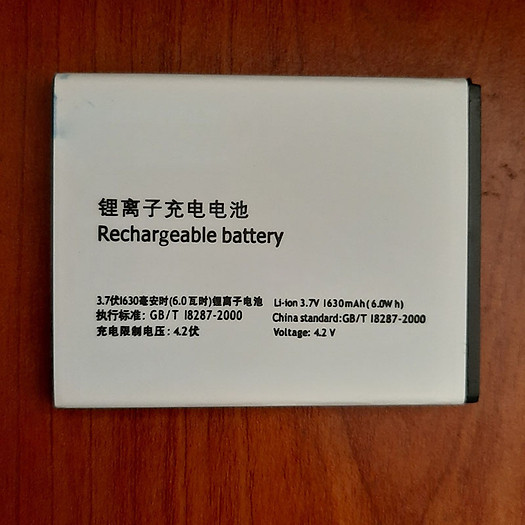 锂离子充电电池
Rechargeable battery
3.7伏1630毫安时(6.0瓦时)锂离子电池
执行标准: GB/T 18287-2000
充电限制电压: 4.2伏
Li-ion 3.7V 1630mAh(6.0Wh)
China standard:GB/T 18287-2000
Voltage: 4.2 V